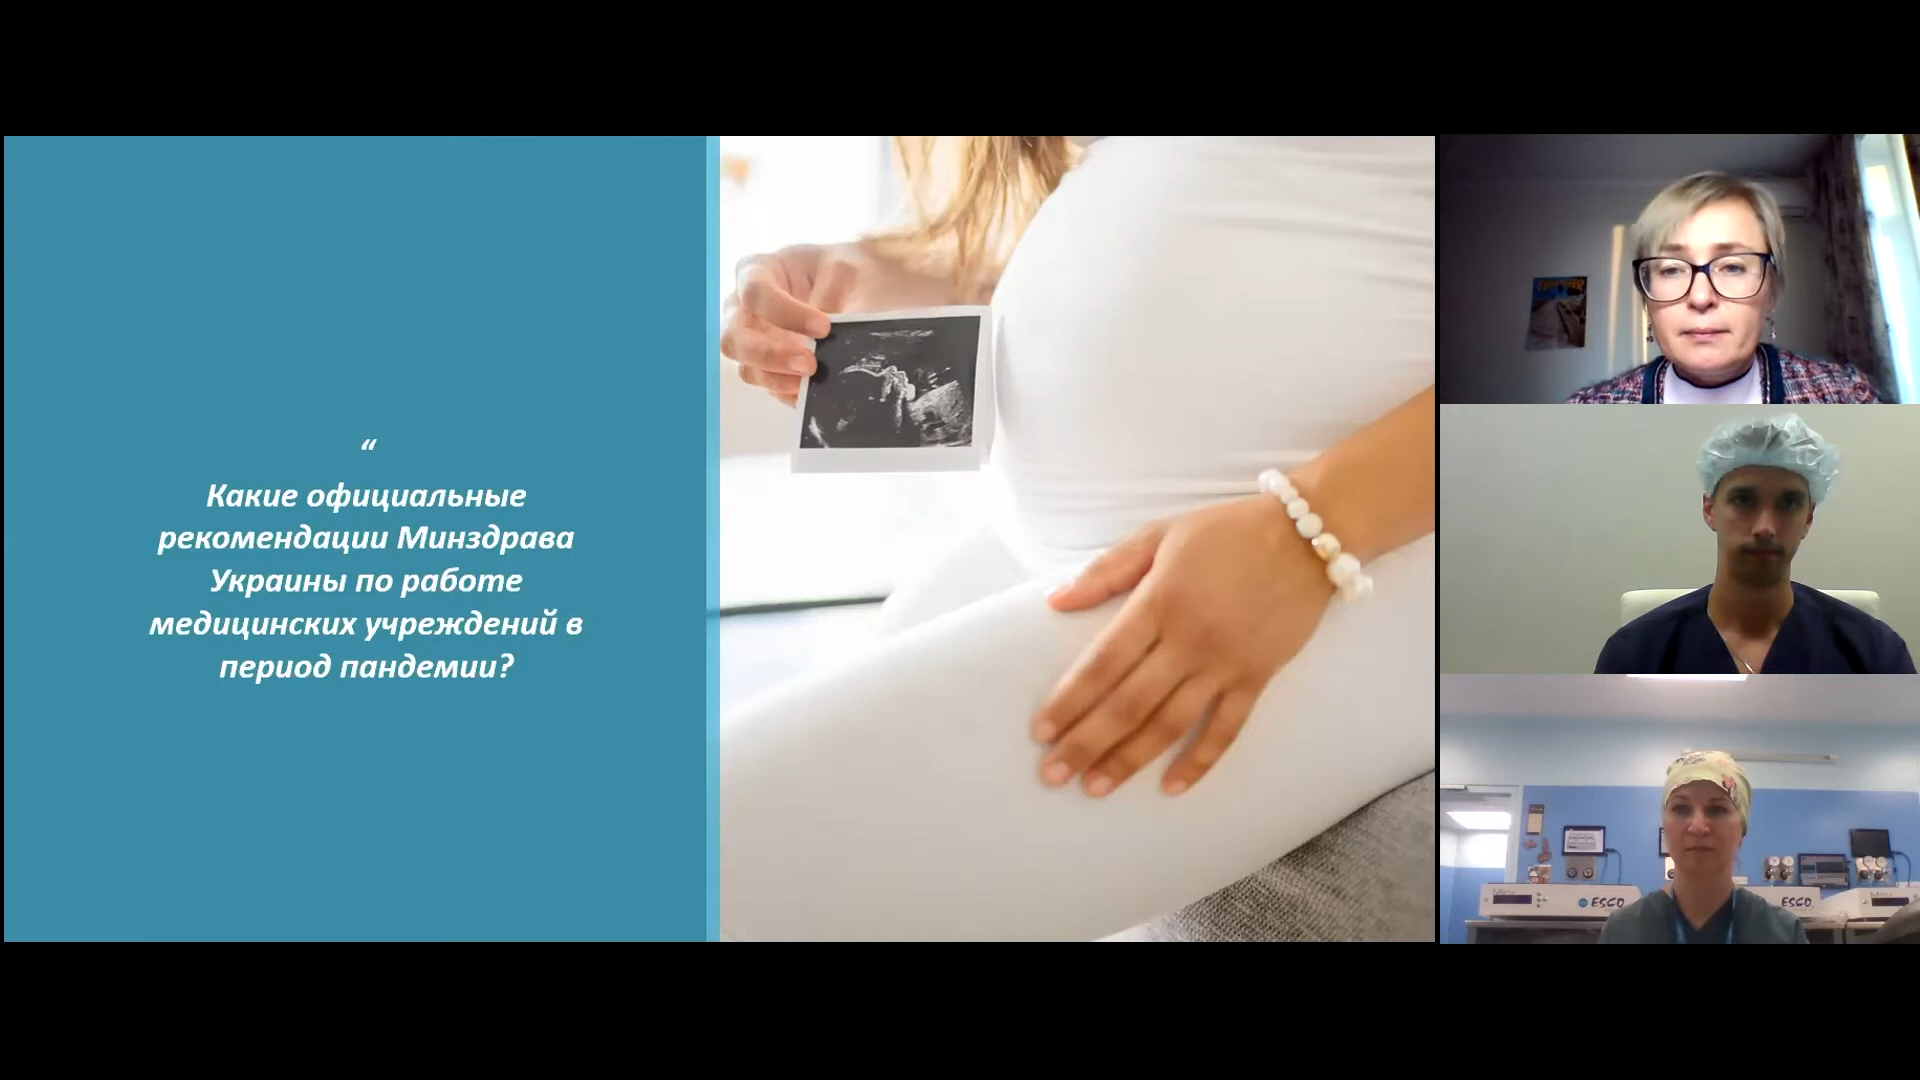 “
Какие официальные
рекомендации Минздрава
Украины по работе
медицинских учреждений в
период пандемии?
ESCO
ESCO